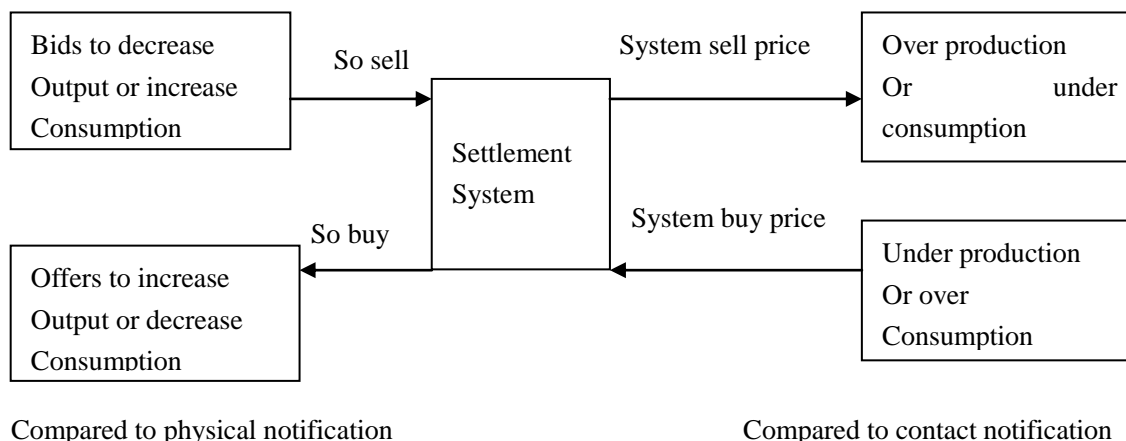 Bids to decrease
Output or increase
Consumption
So sell
System sell price
Over production
Or under
consumption
Settlement
System
So buy
System buy price
Offers to increase
Output or decrease
Consumption
Under production
Or over
Consumption
Compared to physical notification
Compared to contact notification